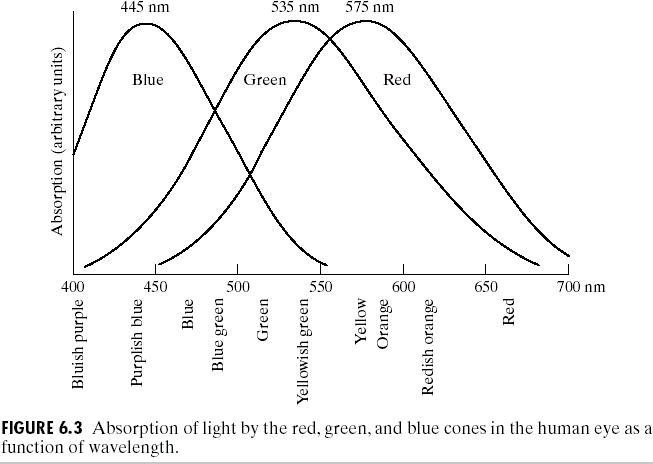 445 nm 535 nm 575 nm
Blue Green Red
Absorption (arbitrary units)
400 450 500 550 600 650 700 nm
Bluish purple
Purplish blue
Blue
Blue green
Green
Yellowish green
Yellow
Orange
Redish orange
Red
FIGURE 6.3 Absorption of light by the red, green, and blue cones in the human eye as a
function of wavelength.